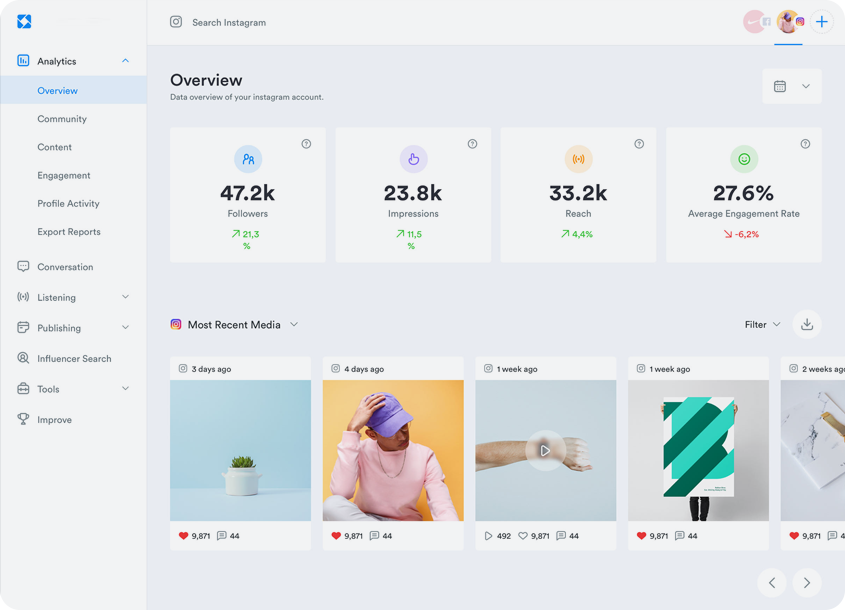 Search Instagram
Analytics
Overview
Community
Content
Engagement
Profile Activity
Export Reports
Conversation
Listening
Publishing
Influencer Search
Tools
Improve
Overview
Data overview of your instagram account.
47.2k
Followers
21,3
%
23.8k
Impressions
11,5
%
33.2k
Reach
4,4%
27.6%
Average Engagement Rate
-6,2%
Most Recent Media
Filter
3 days ago
9,871 44
4 days ago
9,871 44
1 week ago
492 9,871 44
1 week ago
9,871 44
2 weeks ago
9,871 4